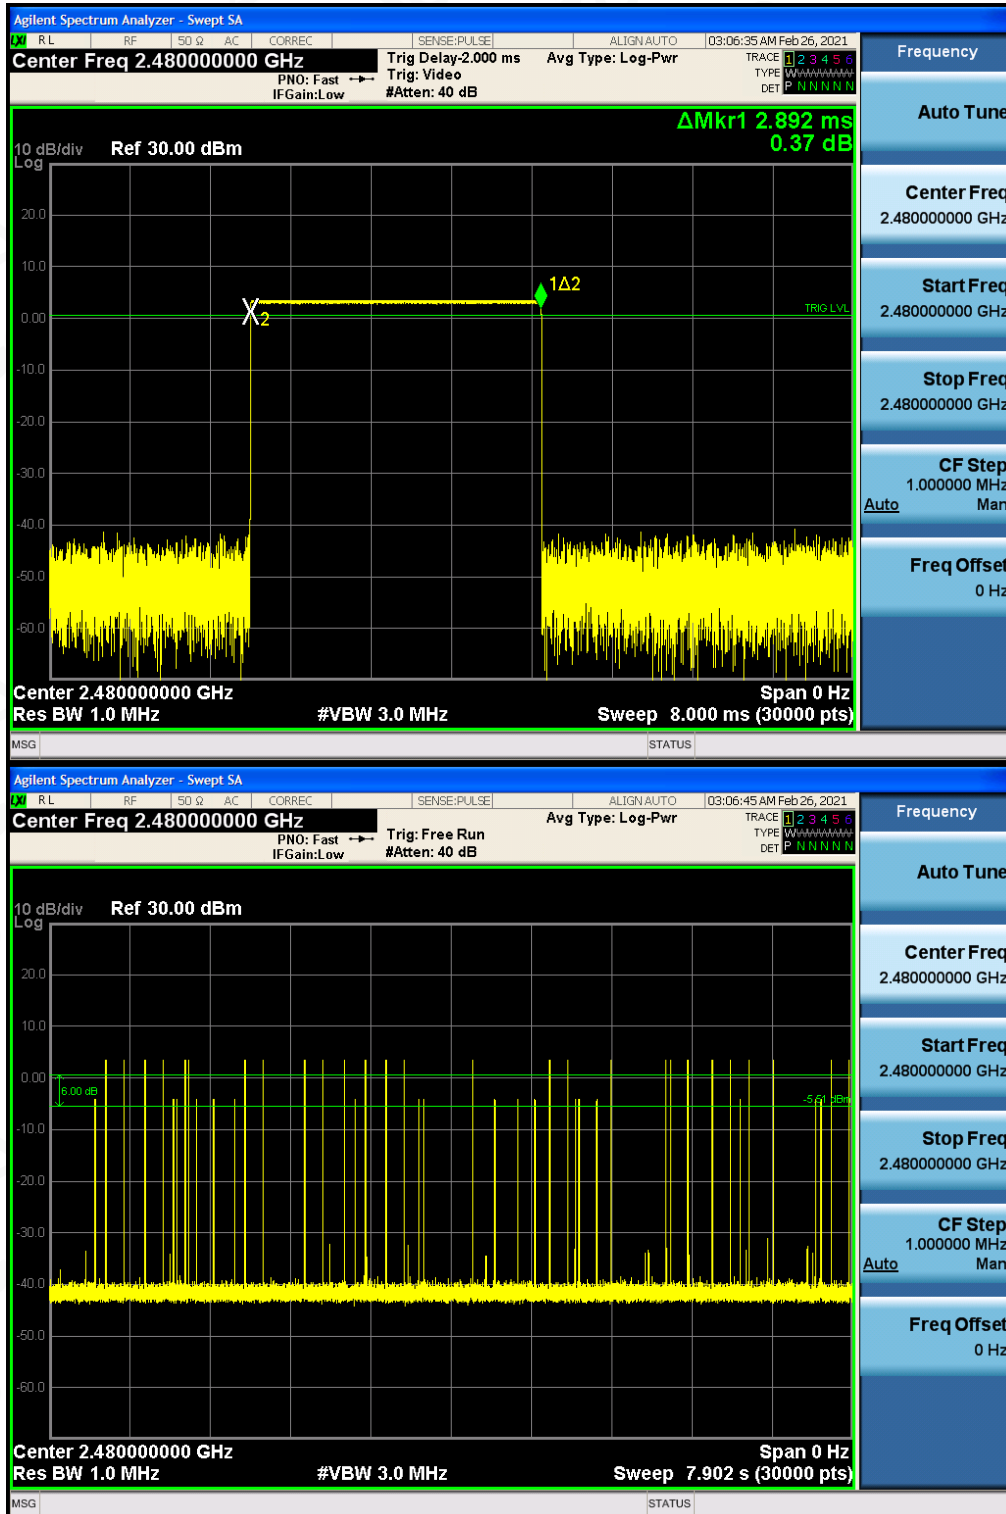 Agilent Spectrum Analyzer - Swept SA
LXI RL RF 50 Ω AC CORREC SENSE:PULSE ALIGN AUTO 03:06:35 AM Feb 26, 2021
Center Freq 2.480000000 GHz
PNO: Fast
IFGain:Low
Trig Delay-2.000 ms
Trig: Video
#Atten: 40 dB
Avg Type: Log-Pwr
TRACE 1 2 3 4 5 6
TYPE WWWWWWW
DET P N N N N N
ΔMkr1 2.892 ms
0.37 dB
10 dB/div Ref 30.00 dBm
Log
20.0
10.0
0.00
-10.0
-20.0
-30.0
-40.0
-50.0
-60.0
1Δ2
X2
TRIG LVL
Center 2.480000000 GHz Span 0 Hz
Res BW 1.0 MHz #VBW 3.0 MHz Sweep 8.000 ms (30000 pts)
MSG STATUS
Frequency
Auto Tune
Center Freq
2.480000000 GHz
Start Freq
2.480000000 GHz
Stop Freq
2.480000000 GHz
CF Step
1.000000 MHz
Auto Man
Freq Offset
0 Hz
Agilent Spectrum Analyzer - Swept SA
LXI RL RF 50 Ω AC CORREC SENSE:PULSE ALIGN AUTO 03:06:45 AM Feb 26, 2021
Center Freq 2.480000000 GHz
PNO: Fast
IFGain:Low
Trig: Free Run
#Atten: 40 dB
Avg Type: Log-Pwr
TRACE 1 2 3 4 5 6
TYPE WWWWWWW
DET P N N N N N
10 dB/div Ref 30.00 dBm
Log
20.0
10.0
0.00
-10.0
-20.0
-30.0
-40.0
-50.0
-60.0
6.00 dB
-5.51 dBm
Center 2.480000000 GHz Span 0 Hz
Res BW 1.0 MHz #VBW 3.0 MHz Sweep 7.902 s (30000 pts)
MSG STATUS
Frequency
Auto Tune
Center Freq
2.480000000 GHz
Start Freq
2.480000000 GHz
Stop Freq
2.480000000 GHz
CF Step
1.000000 MHz
Auto Man
Freq Offset
0 Hz